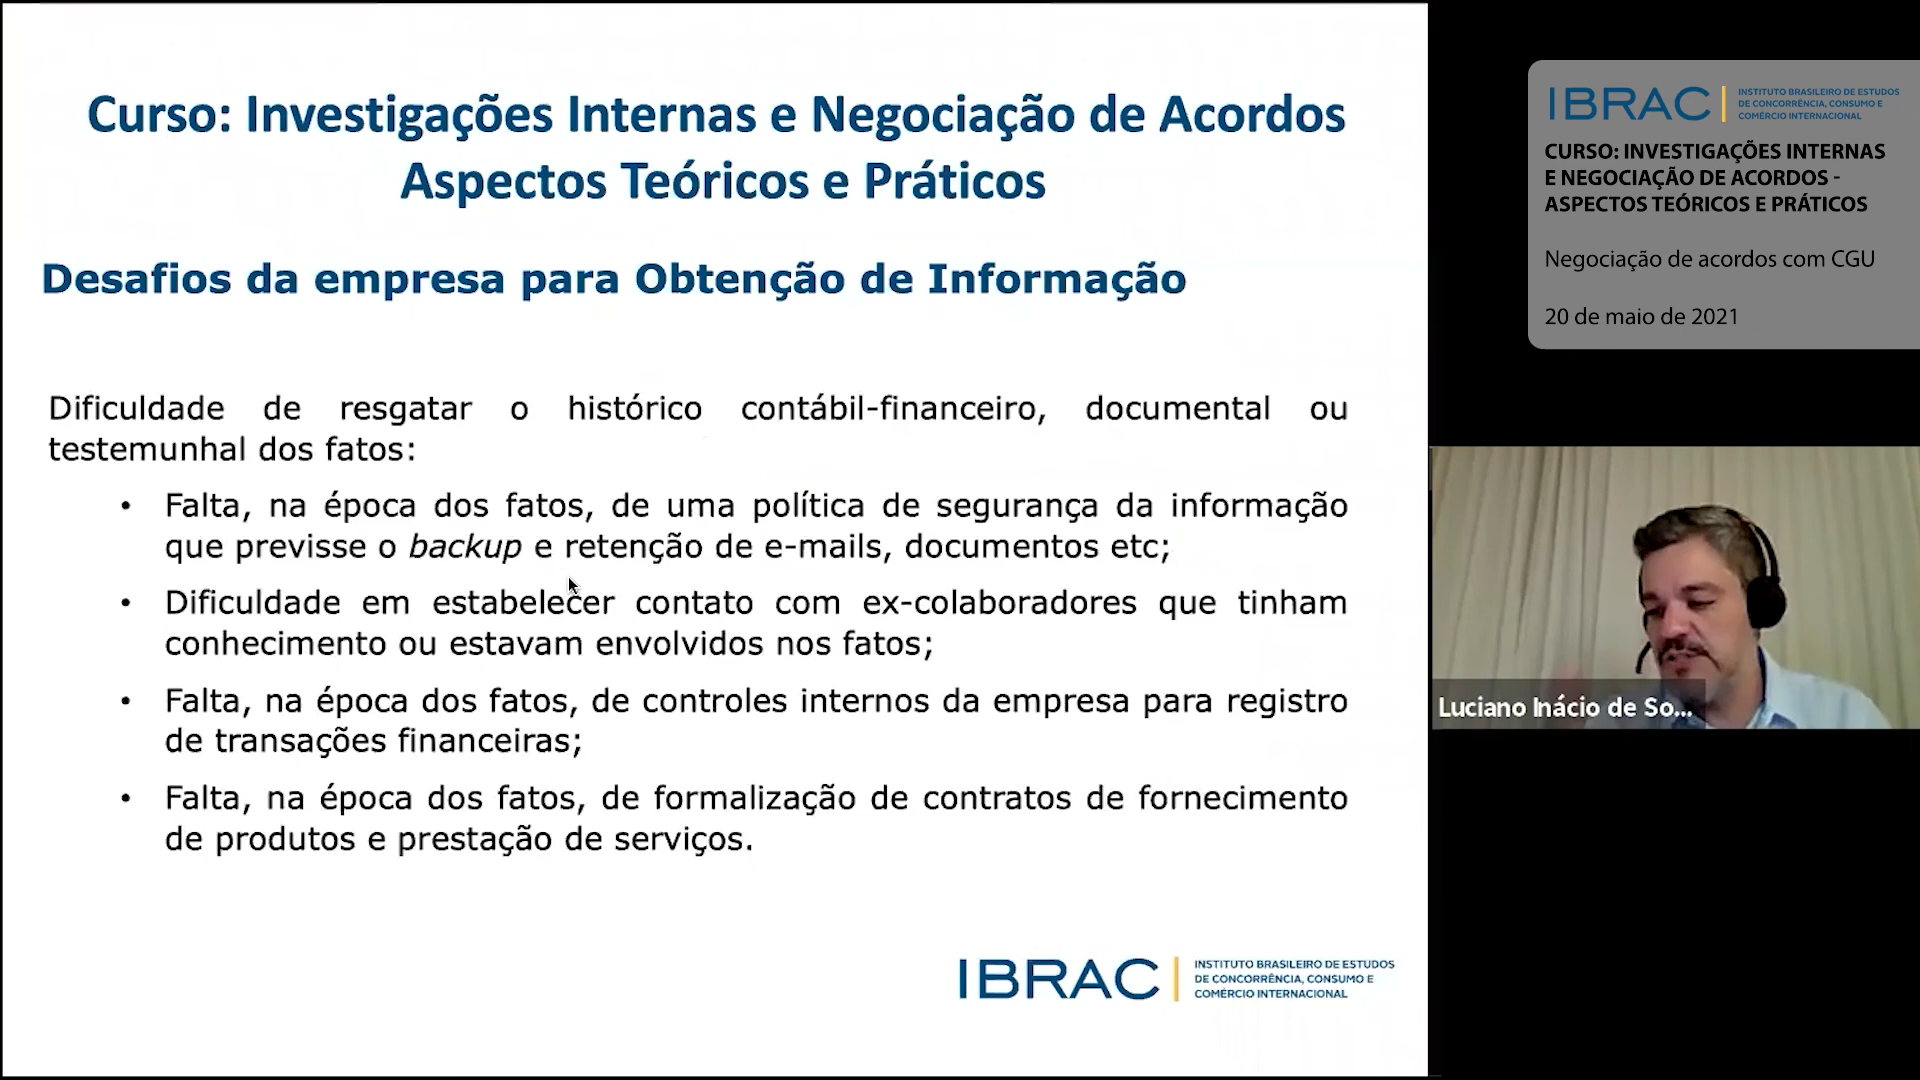 Curso: Investigações Internas e Negociação de Acordos
Aspectos Teóricos e Práticos
Desafios da empresa para Obtenção de Informação
Dificuldade de resgatar o histórico contábil-financeiro, documental ou
testemunhal dos fatos:
• Falta, na época dos fatos, de uma política de segurança da informação
que previsse o backup e retenção de e-mails, documentos etc;
• Dificuldade em estabelecer contato com ex-colaboradores que tinham
conhecimento ou estavam envolvidos nos fatos;
• Falta, na época dos fatos, de controles internos da empresa para registro
de transações financeiras;
• Falta, na época dos fatos, de formalização de contratos de fornecimento
de produtos e prestação de serviços.
IBRAC
INSTITUTO BRASILEIRO DE ESTUDOS
DE CONCORRÊNCIA, CONSUMO E
COMÉRCIO INTERNACIONAL
IBRAC
INSTITUTO BRASILEIRO DE ESTUDOS
DE CONCORRÊNCIA, CONSUMO E
COMÉRCIO INTERNACIONAL
CURSO: INVESTIGAÇÕES INTERNAS
E NEGOCIAÇÃO DE ACORDOS -
ASPECTOS TEÓRICOS E PRÁTICOS
Negociação de acordos com CGU
20 de maio de 2021
Luciano Inácio de So...